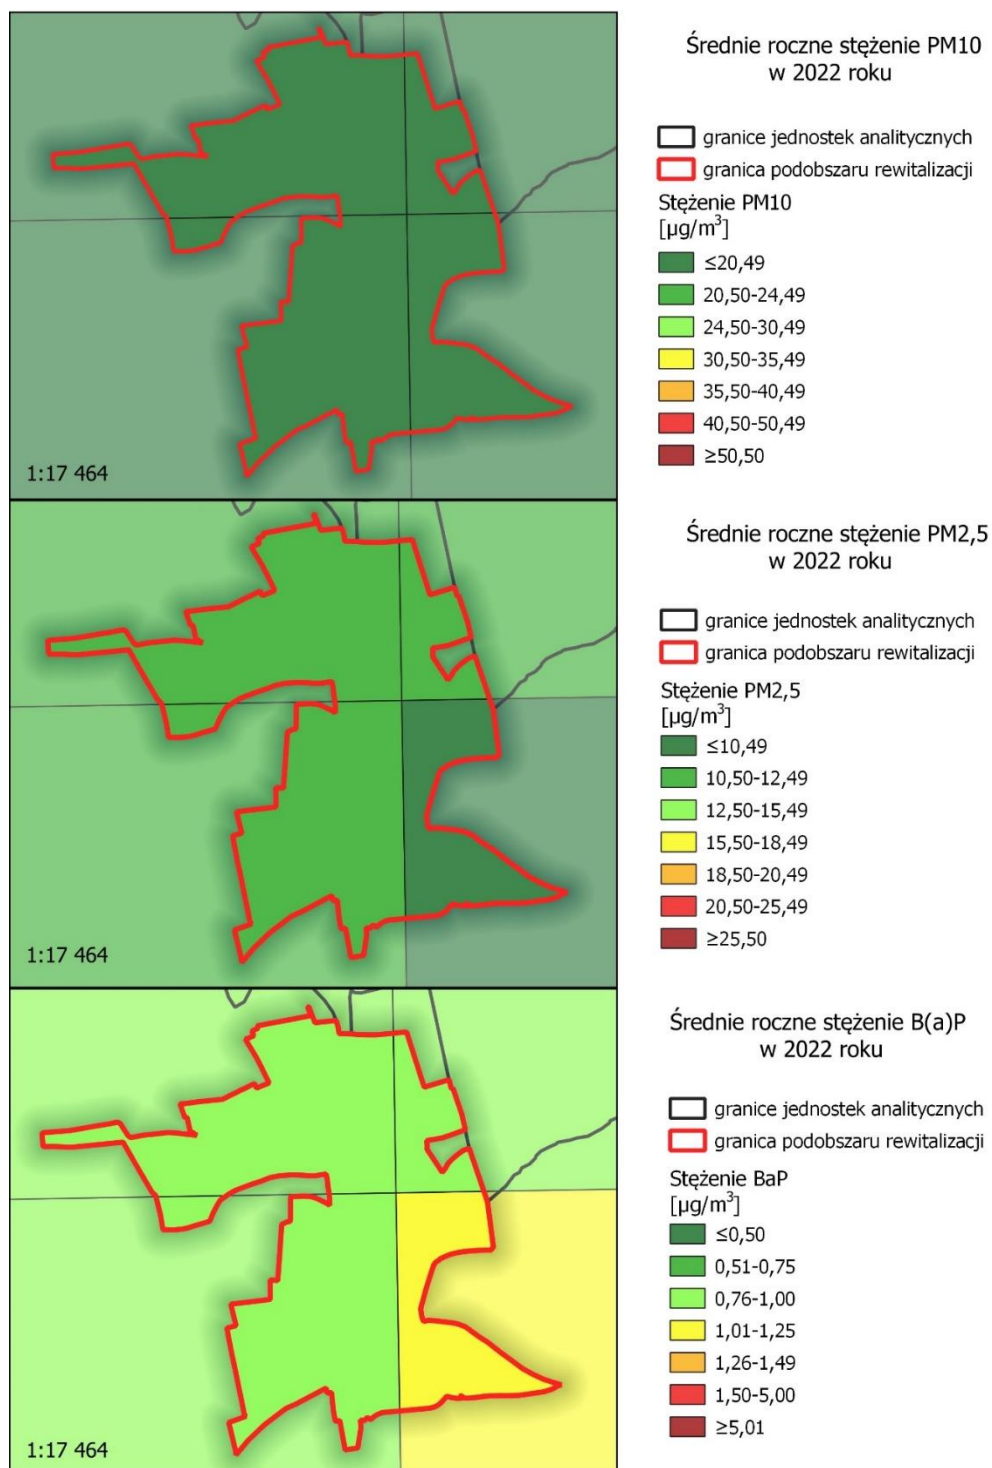 Średnie roczne stężenie PM10
w 2022 roku
granice jednostek analitycznych
granica podobszaru rewitalizacji
Stężenie PM10
[µg/m³]
≤20,49
20,50-24,49
24,50-30,49
30,50-35,49
35,50-40,49
40,50-50,49
≥50,50
1:17 464
Średnie roczne stężenie PM2,5
w 2022 roku
granice jednostek analitycznych
granica podobszaru rewitalizacji
Stężenie PM2,5
[µg/m³]
≤10,49
10,50-12,49
12,50-15,49
15,50-18,49
18,50-20,49
20,50-25,49
≥25,50
1:17 464
Średnie roczne stężenie B(a)P
w 2022 roku
granice jednostek analitycznych
granica podobszaru rewitalizacji
Stężenie BaP
[µg/m³]
≤0,50
0,51-0,75
0,76-1,00
1,01-1,25
1,26-1,49
1,50-5,00
≥5,01
1:17 464